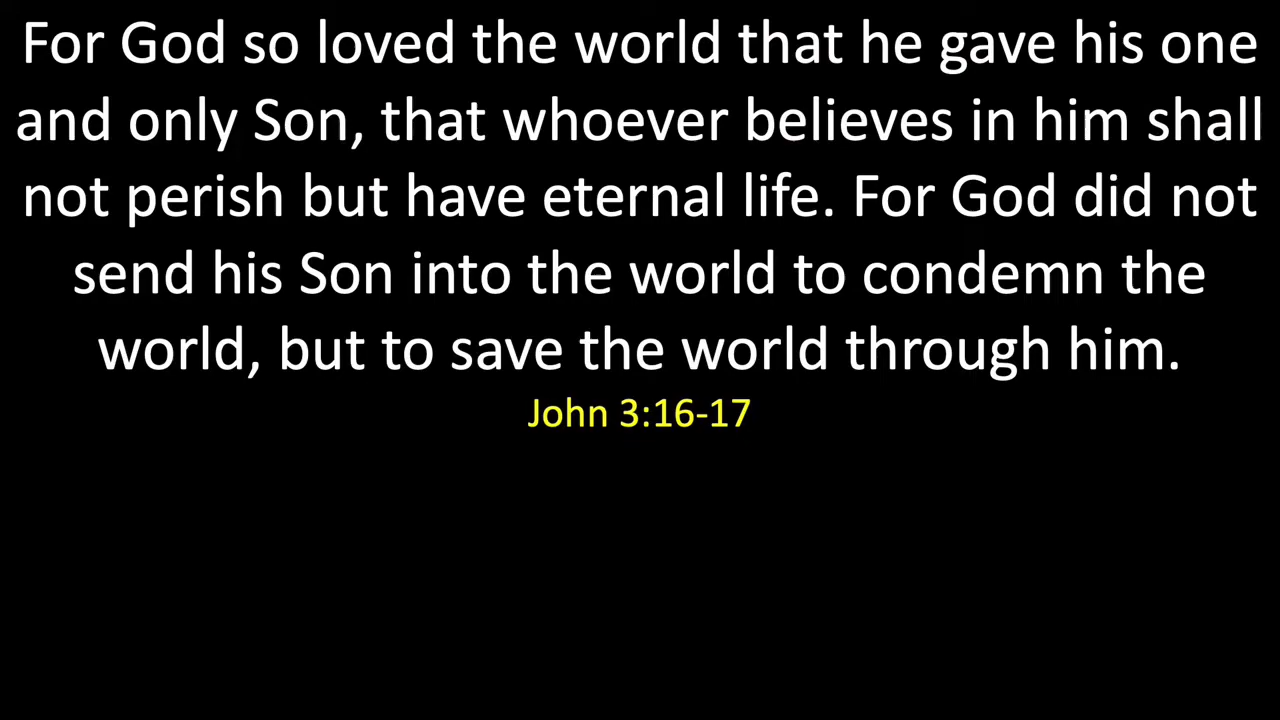 For God so loved the world that he gave his one
and only Son, that whoever believes in him shall
not perish but have eternal life. For God did not
send his Son into the world to condemn the
world, but to save the world through him.
John 3:16-17